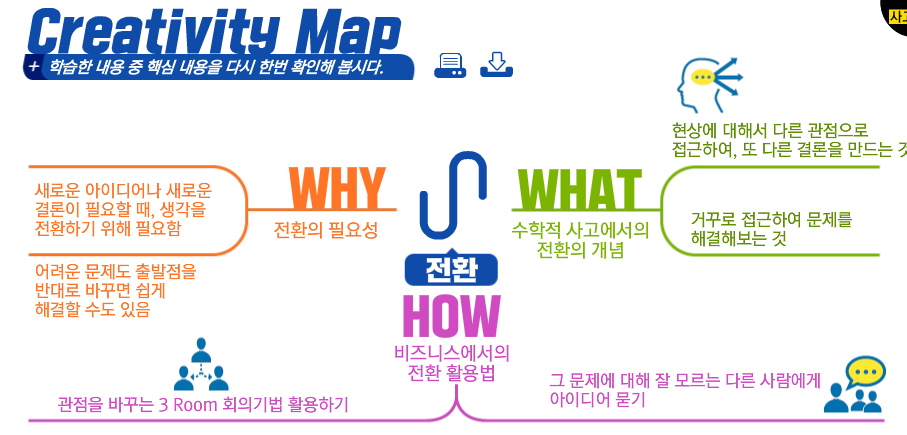 Creativity Map
+ 학습한 내용 중 핵심 내용을 다시 한번 확인해 봅시다.
현상에 대해서 다른 관점으로
접근하여, 또 다른 결론을 만드는
WHY
전환의 필요성
새로운 아이디어나 새로운
결론이 필요할 때, 생각을
전환하기 위해 필요함
어려운 문제도 출발점을
반대로 바꾸면 쉽게
해결할 수도 있음
WHAT
수학적 사고에서의
전환의 개념
거꾸로 접근하여 문제를
해결해보는 것
전환
HOW
비즈니스에서의
전환 활용법
관점을 바꾸는 3 Room 회의기법 활용하기
그 문제에 대해 잘 모르는 다른 사람에게
아이디어 묻기